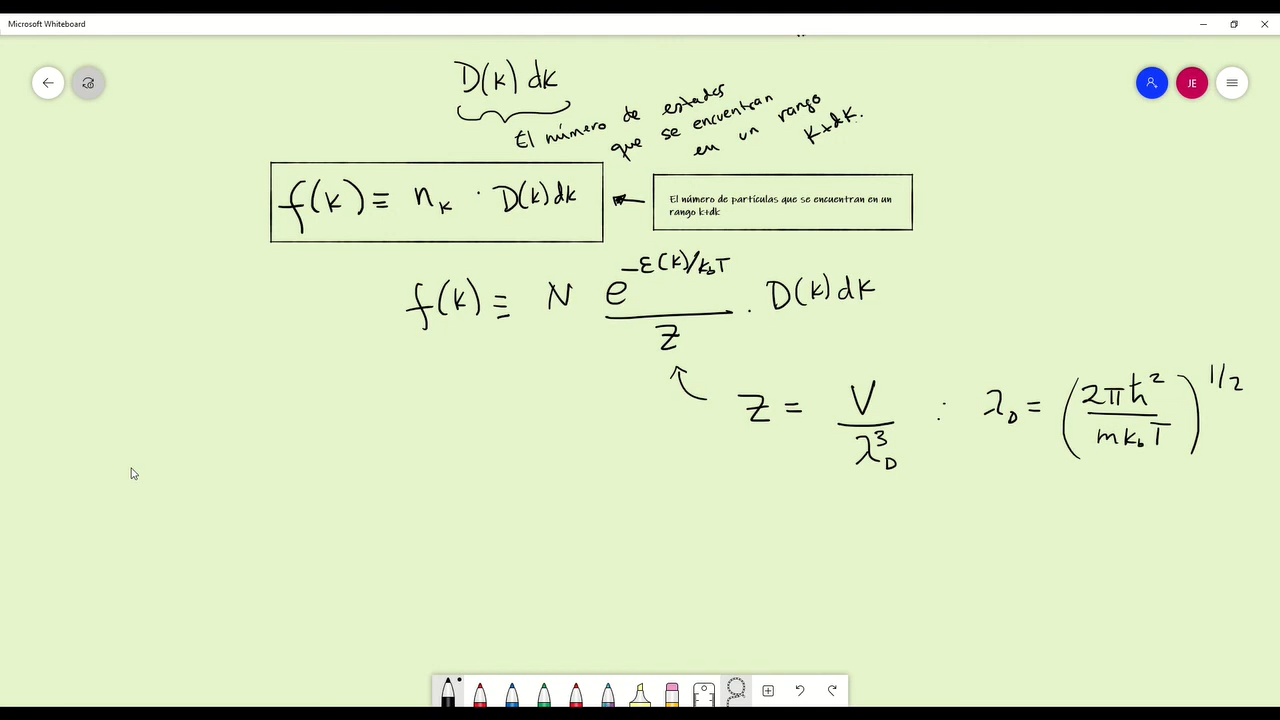 Microsoft Whiteboard
JE
D(k) dk
El número de estados
que se encuentran
en un rango
k+dk.
f(k) ≡ n_k · D(k)dk
El número de partículas que se encuentran en un
rango k+dk
f(k) ≡ N e^{-ε(k)/k_bT} / Z · D(k)dk
Z = V / λ_D^3 : λ_D = (2πℏ^2 / mk_bT)^{1/2}